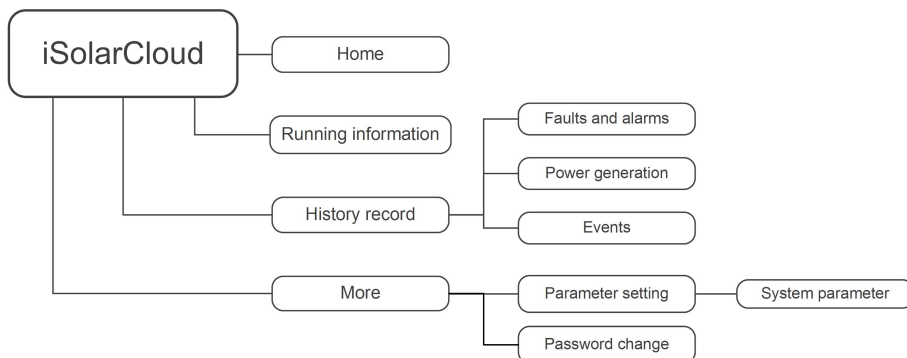 iSolarCloud
Home
Running information
Faults and alarms
Power generation
History record
Events
More
Parameter setting
System parameter
Password change